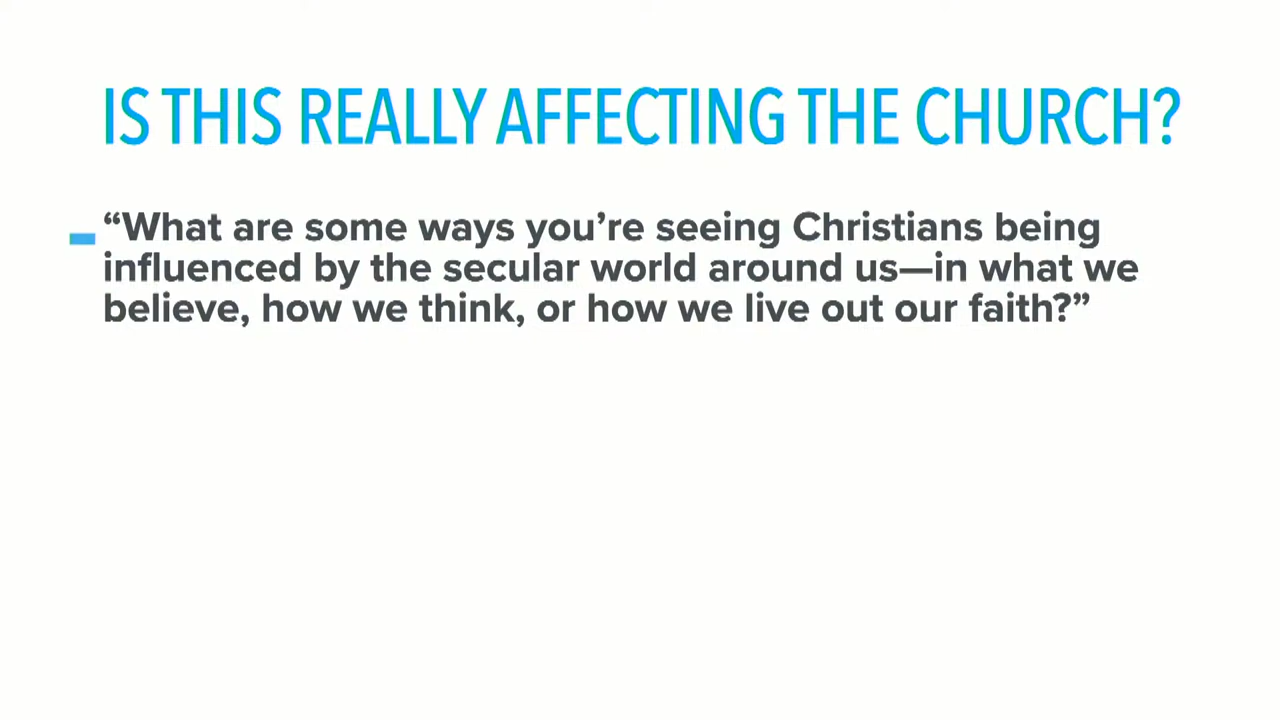 IS THIS REALLY AFFECTING THE CHURCH?
“What are some ways you’re seeing Christians being
influenced by the secular world around us—in what we
believe, how we think, or how we live out our faith?”